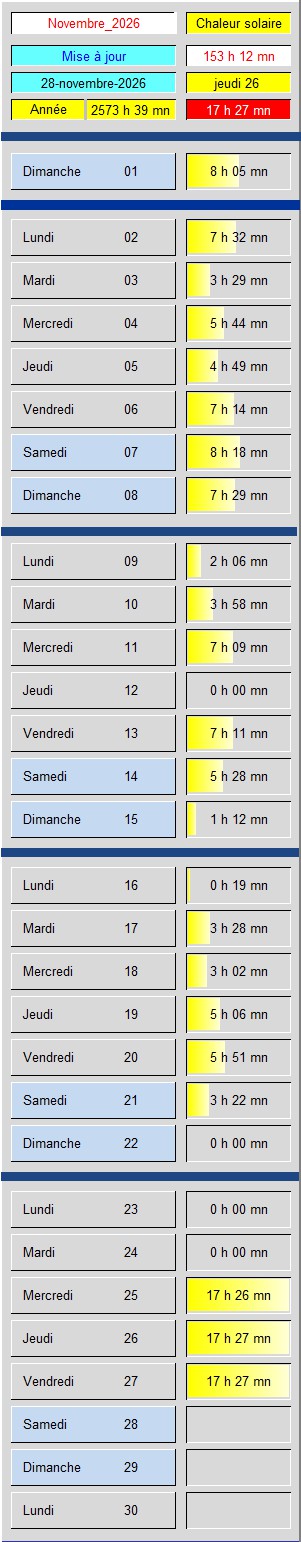 Novembre_2026 Chaleur solaire
Mise à jour 153 h 12 mn
28-novembre-2026 jeudi 26
Année 2573 h 39 mn 17 h 27 mn
Dimanche 01 8 h 05 mn
Lundi 02 7 h 32 mn
Mardi 03 3 h 29 mn
Mercredi 04 5 h 44 mn
Jeudi 05 4 h 49 mn
Vendredi 06 7 h 14 mn
Samedi 07 8 h 18 mn
Dimanche 08 7 h 29 mn
Lundi 09 2 h 06 mn
Mardi 10 3 h 58 mn
Mercredi 11 7 h 09 mn
Jeudi 12 0 h 00 mn
Vendredi 13 7 h 11 mn
Samedi 14 5 h 28 mn
Dimanche 15 1 h 12 mn
Lundi 16 0 h 19 mn
Mardi 17 3 h 28 mn
Mercredi 18 3 h 02 mn
Jeudi 19 5 h 06 mn
Vendredi 20 5 h 51 mn
Samedi 21 3 h 22 mn
Dimanche 22 0 h 00 mn
Lundi 23 0 h 00 mn
Mardi 24 0 h 00 mn
Mercredi 25 17 h 26 mn
Jeudi 26 17 h 27 mn
Vendredi 27 17 h 27 mn
Samedi 28
Dimanche 29
Lundi 30